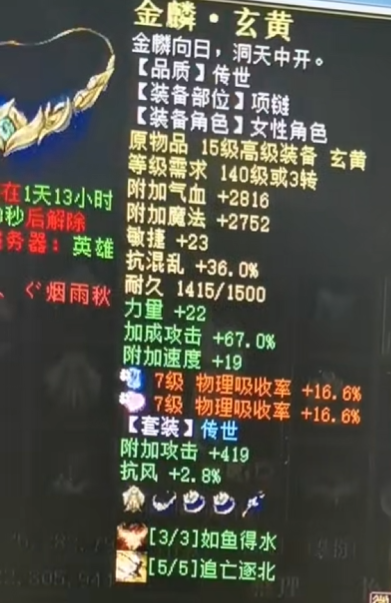 金麟·玄黄
金麟向日，洞天中开。
【品质】传世
【装备部位】项链
【装备角色】女性角色
原物品 15级高级装备 玄黄
等级需求 140级或3转
附加气血 +2816
附加魔法 +2752
敏捷 +23
抗混乱 +36.0%
耐久 1415/1500
力量 +22
加成攻击 +67.0%
附加速度 +19
7级 物理吸收率 +16.6%
7级 物理吸收率 +16.6%
【套装】传世
附加攻击 +419
抗风 +2.8%
[3/3]如鱼得水
[5/5]追亡逐北
在1天13小时
秒后解除
务器：英雄
、ぐ烟雨秋